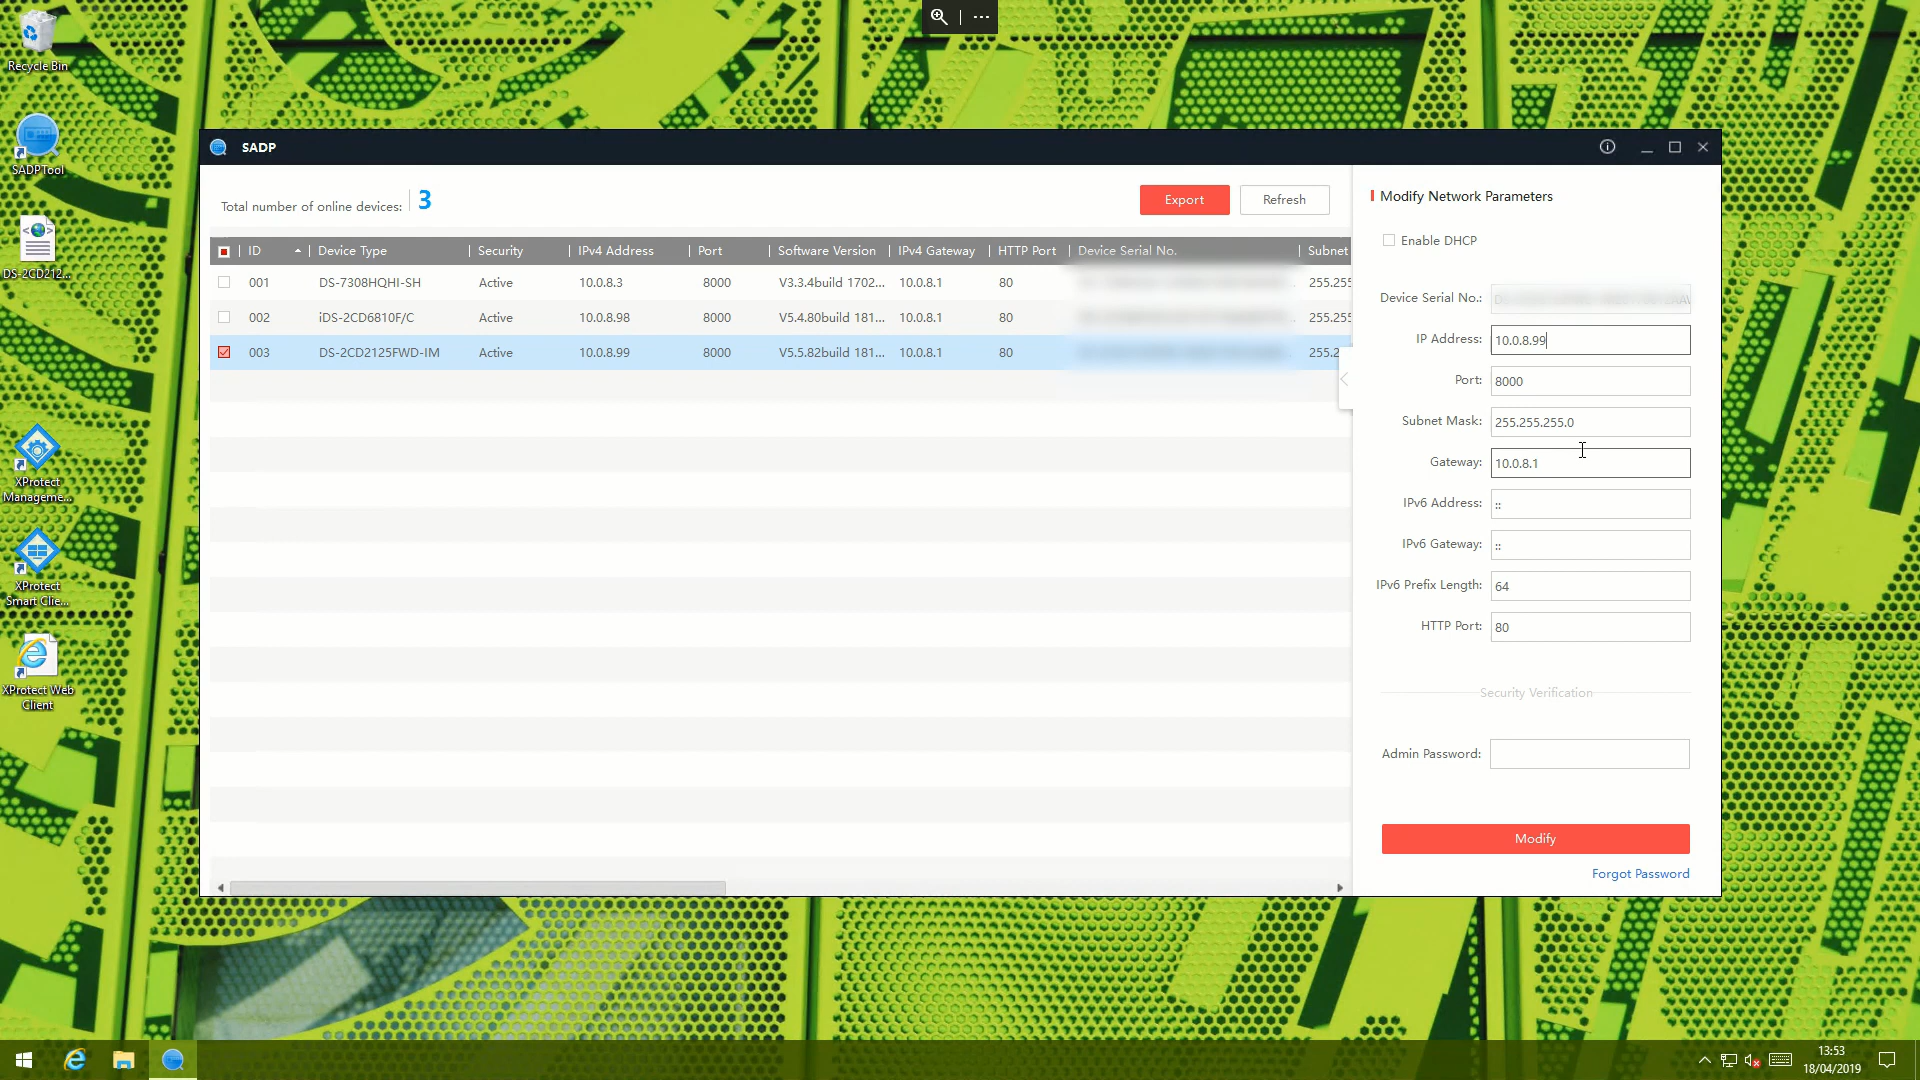 Recycle Bin
SADPTool
DS-2CD212...
XProtect
Manageme...
XProtect
Smart Clie...
XProtect Web
Client
SADP
Total number of online devices: 3
Export
Refresh
ID Device Type Security IPv4 Address Port Software Version IPv4 Gateway HTTP Port Device Serial No. Subnet
001 DS-7308HQHI-SH Active 10.0.8.3 8000 V3.3.4build 1702... 10.0.8.1 80 255.255
002 iDS-2CD6810F/C Active 10.0.8.98 8000 V5.4.80build 181... 10.0.8.1 80 255.255
003 DS-2CD2125FWD-IM Active 10.0.8.99 8000 V5.5.82build 181... 10.0.8.1 80 255.2
Modify Network Parameters
Enable DHCP
Device Serial No.:
IP Address: 10.0.8.99
Port: 8000
Subnet Mask: 255.255.255.0
Gateway: 10.0.8.1
IPv6 Address: ::
IPv6 Gateway: ::
IPv6 Prefix Length: 64
HTTP Port: 80
Security Verification
Admin Password:
Modify
Forgot Password
13:53
18/04/2019